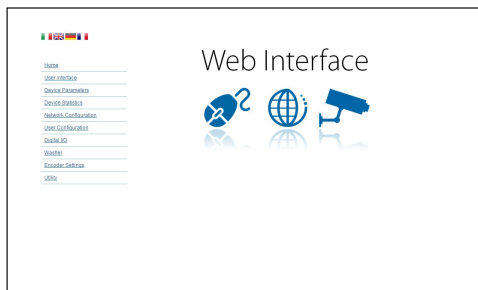 Web Interface
Home
User Interface
Device Parameters
Device Statistics
Network Configuration
User Configuration
Digital I/O
Washer
Encoder Settings
Utility